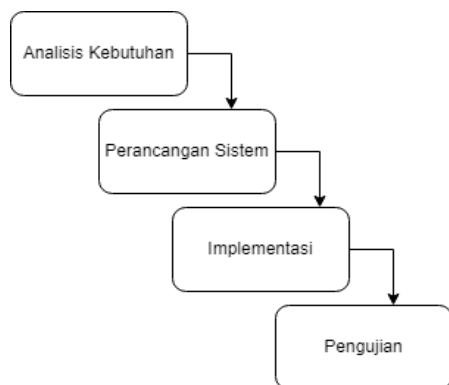 Analisis Kebutuhan
Perancangan Sistem
Implementasi
Pengujian